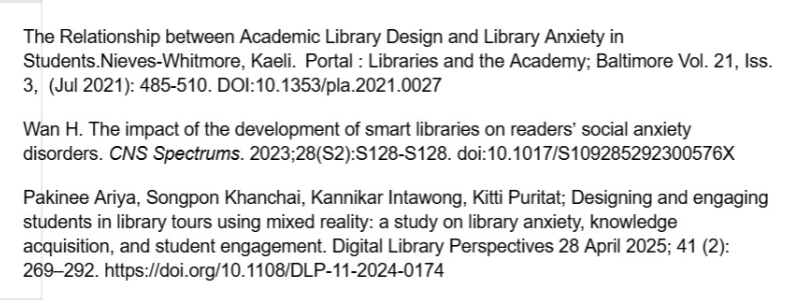 The Relationship between Academic Library Design and Library Anxiety in
Students.Nieves-Whitmore, Kaeli.  Portal : Libraries and the Academy; Baltimore Vol. 21, Iss.
3,  (Jul 2021): 485-510. DOI:10.1353/pla.2021.0027
Wan H. The impact of the development of smart libraries on readers’ social anxiety
disorders. CNS Spectrums. 2023;28(S2):S128-S128. doi:10.1017/S109285292300576X
Pakinee Ariya, Songpon Khanchai, Kannikar Intawong, Kitti Puritat; Designing and engaging
students in library tours using mixed reality: a study on library anxiety, knowledge
acquisition, and student engagement. Digital Library Perspectives 28 April 2025; 41 (2):
269–292. https://doi.org/10.1108/DLP-11-2024-0174